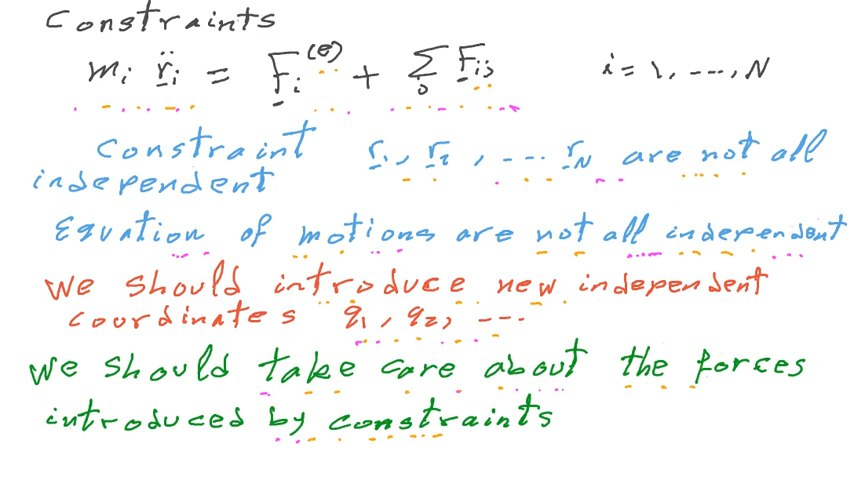 Constraints
m_i r̈_i = F_i^(e) + Σ_j F_ij i = 1, ---, N
Constraint r_1, r_2, ---- r_N are not all
independent
Equation of motions are not all independent
We should introduce new independent
coordinates q_1, q_2, ---
We should take care about the forces
introduced by constraints